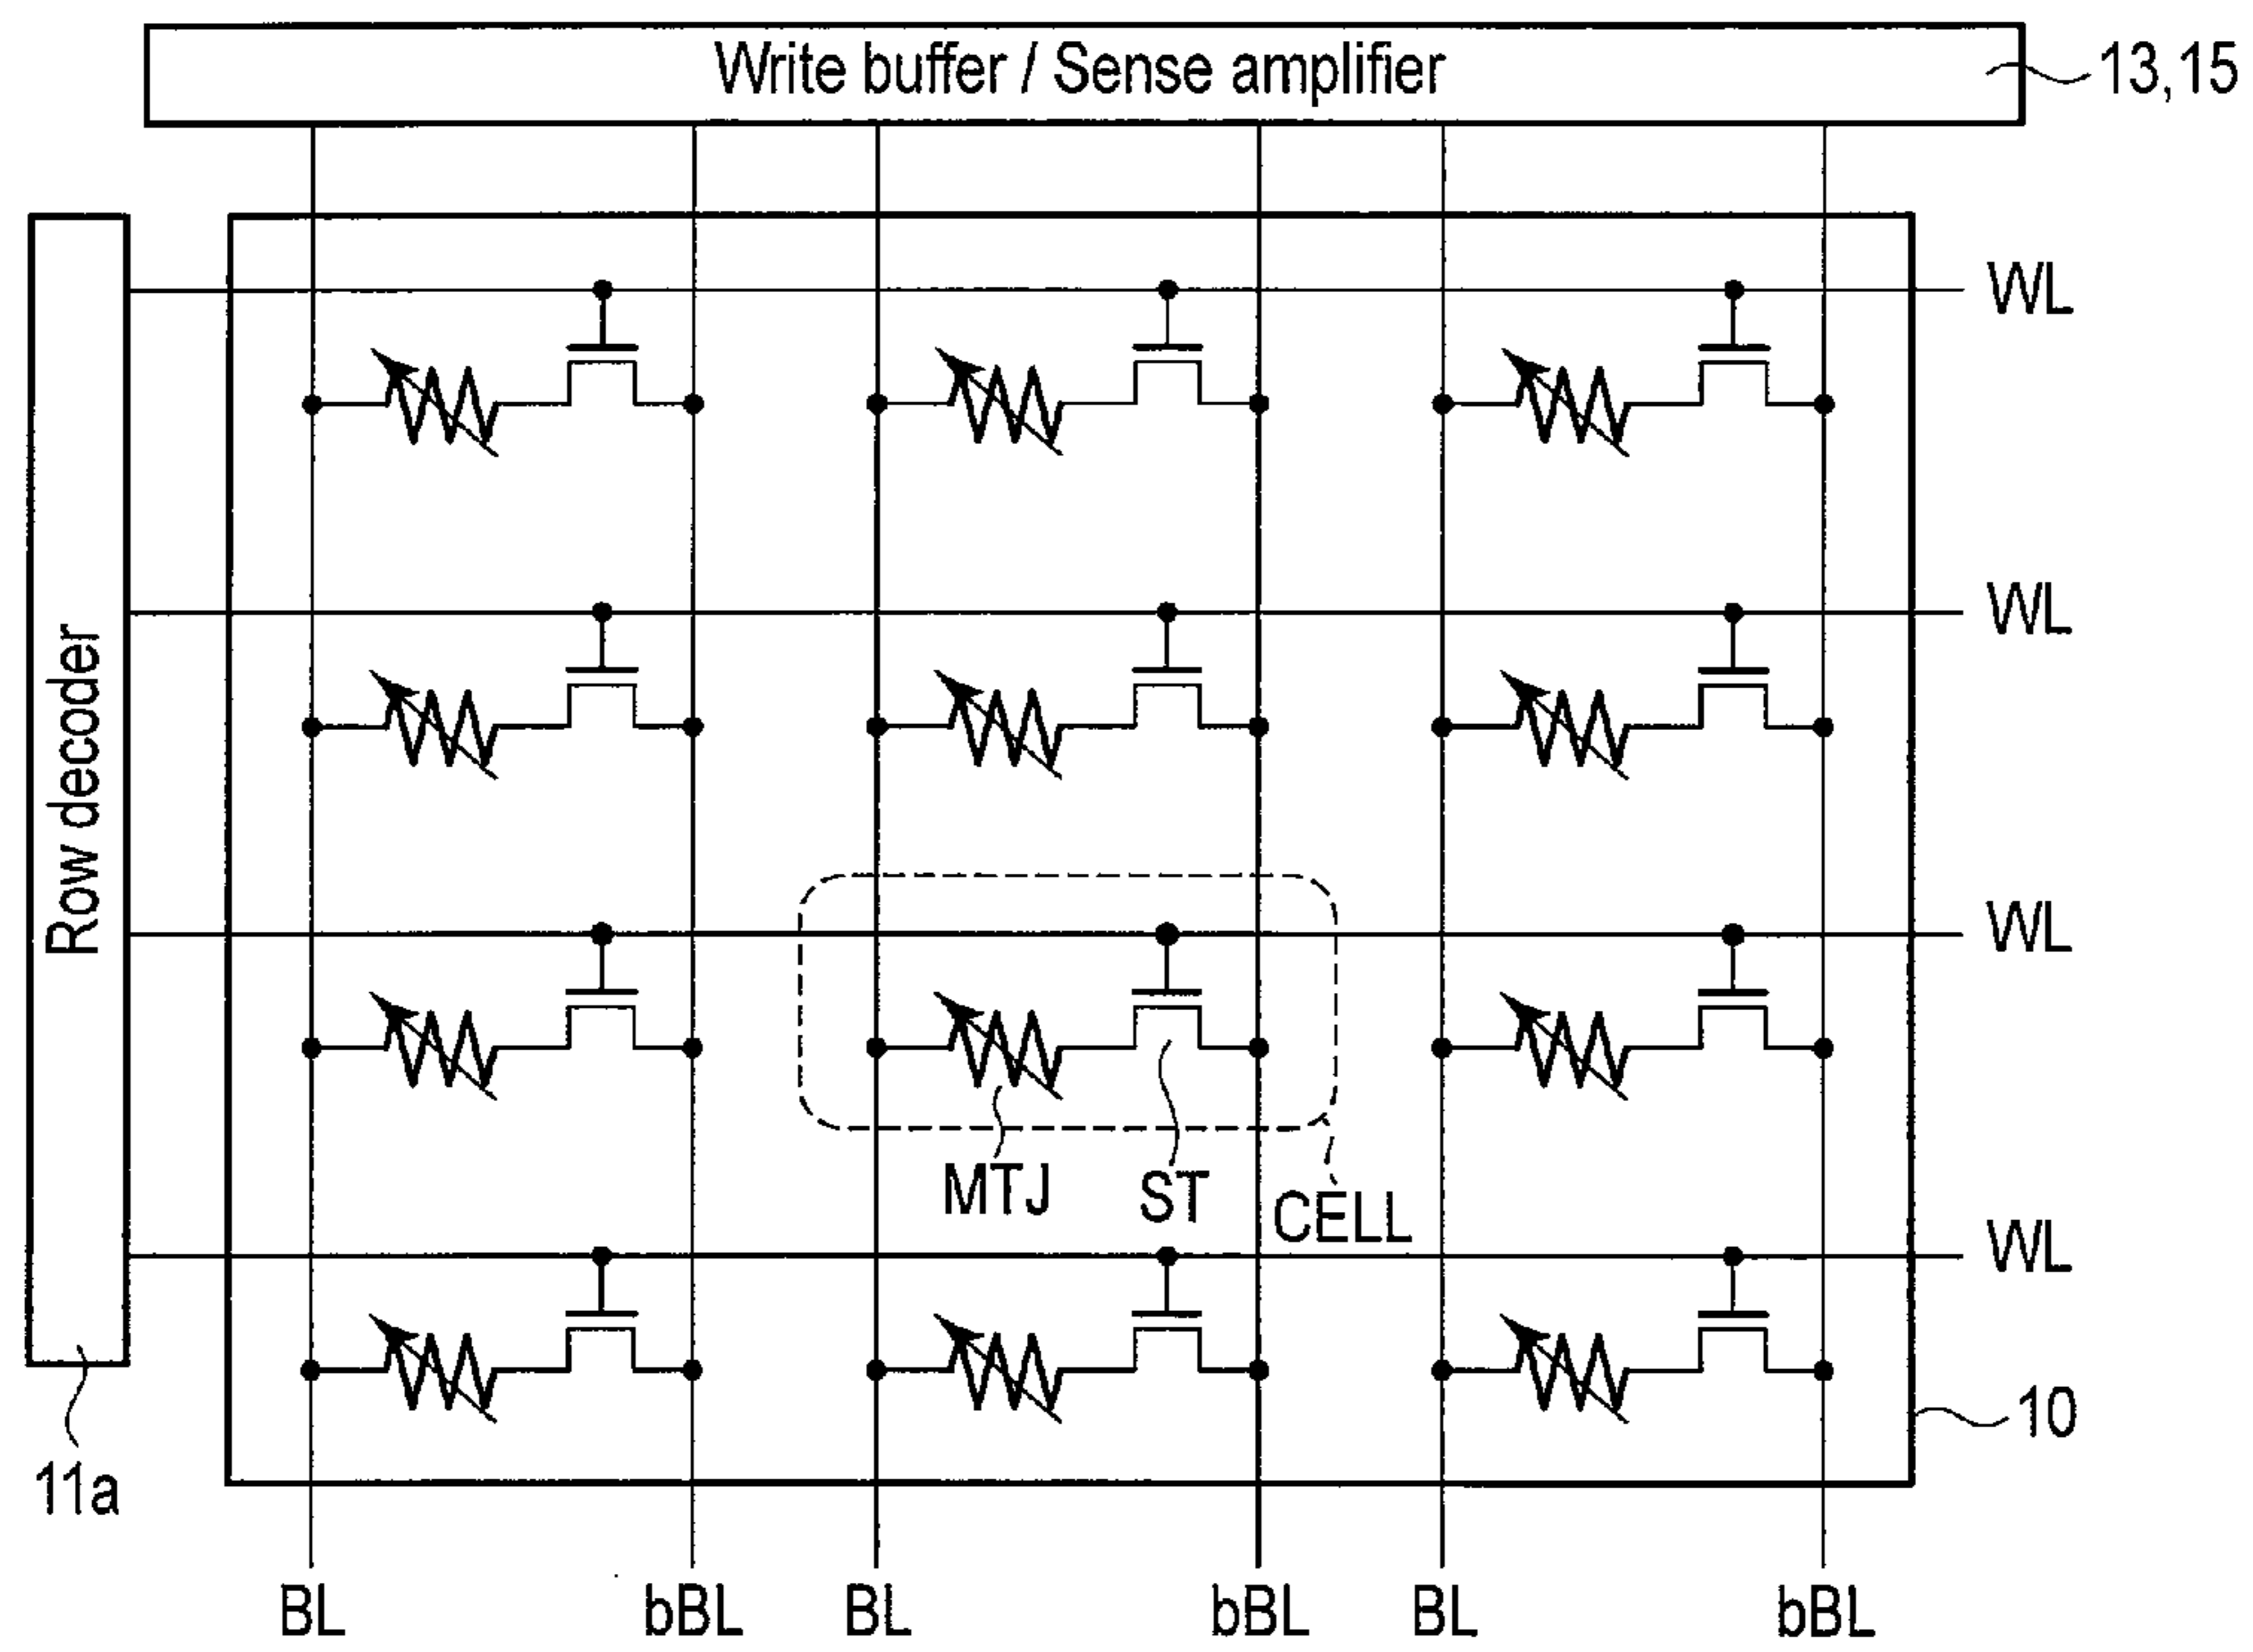 Write buffer / Sense amplifier
13,15
WL
WL
Row decoder
WL
MTJ
ST
CELL
WL
10
11a
BL
bBL
BL
bBL
BL
bBL